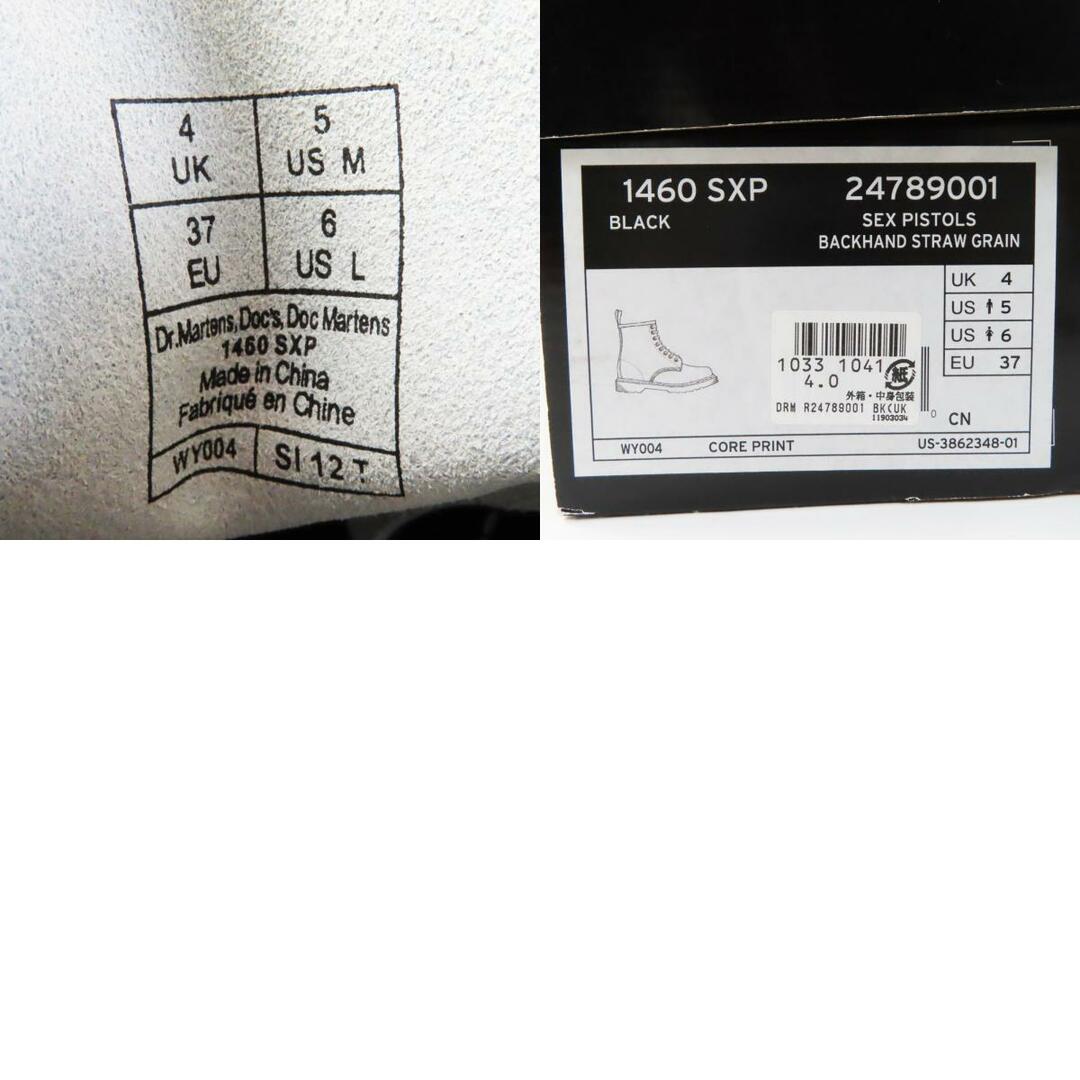 4 UK
5 US M
37 EU
6 US L
Dr.Martens, Doc's, Doc Martens
1460 SXP
Made in China
Fabriqué en Chine
WY004 SI 12 T
1460 SXP 24789001
BLACK SEX PISTOLS
BACKHAND STRAW GRAIN
UK 4
US 5
US 6
EU 37
1033 1041
4.0
紙
外箱・中身包装
DRM R24789001 BK(UK
11903034
0
CN
WY004 CORE PRINT US-3862348-01